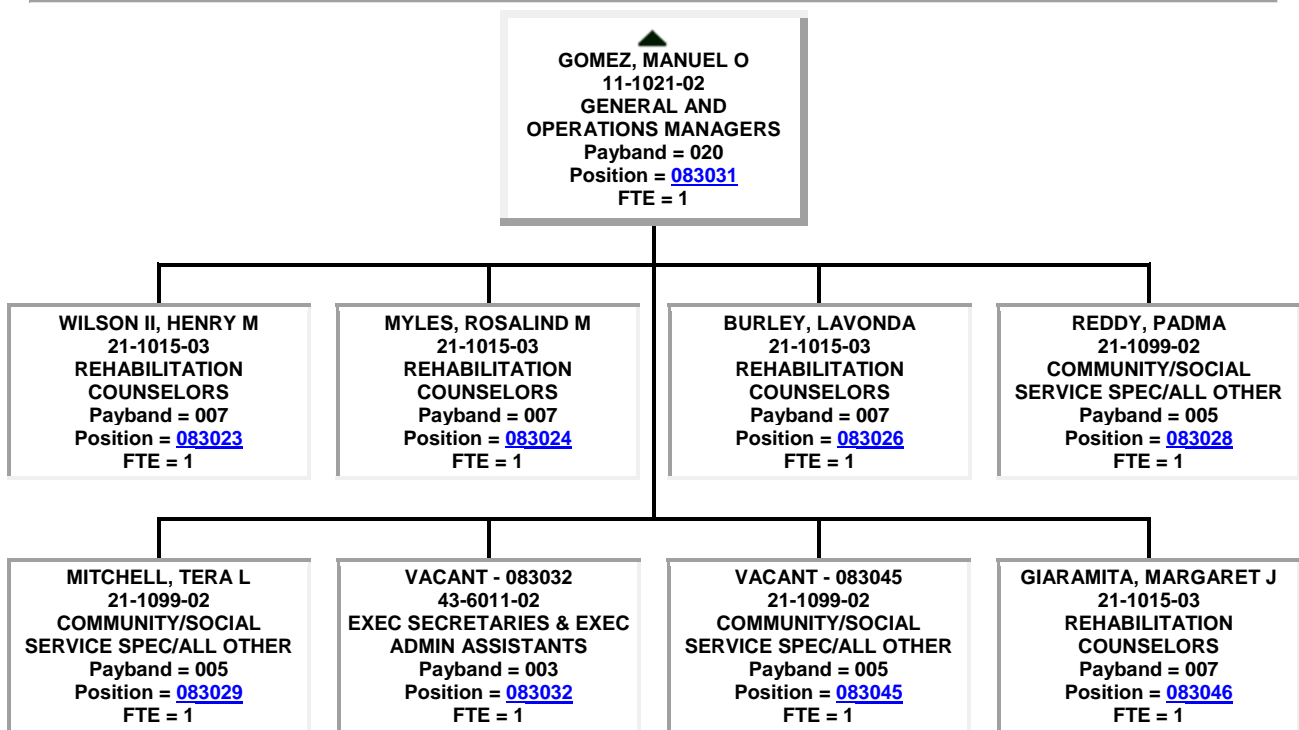 GOMEZ, MANUEL O
11-1021-02
GENERAL AND
OPERATIONS MANAGERS
Payband = 020
Position = 083031
FTE = 1
WILSON II, HENRY M
21-1015-03
REHABILITATION
COUNSELORS
Payband = 007
Position = 083023
FTE = 1
MYLES, ROSALIND M
21-1015-03
REHABILITATION
COUNSELORS
Payband = 007
Position = 083024
FTE = 1
BURLEY, LAVONDA
21-1015-03
REHABILITATION
COUNSELORS
Payband = 007
Position = 083026
FTE = 1
REDDY, PADMA
21-1099-02
COMMUNITY/SOCIAL
SERVICE SPEC/ALL OTHER
Payband = 005
Position = 083028
FTE = 1
MITCHELL, TERA L
21-1099-02
COMMUNITY/SOCIAL
SERVICE SPEC/ALL OTHER
Payband = 005
Position = 083029
FTE = 1
VACANT - 083032
43-6011-02
EXEC SECRETARIES & EXEC
ADMIN ASSISTANTS
Payband = 003
Position = 083032
FTE = 1
VACANT - 083045
21-1099-02
COMMUNITY/SOCIAL
SERVICE SPEC/ALL OTHER
Payband = 005
Position = 083045
FTE = 1
GIARAMITA, MARGARET J
21-1015-03
REHABILITATION
COUNSELORS
Payband = 007
Position = 083046
FTE = 1